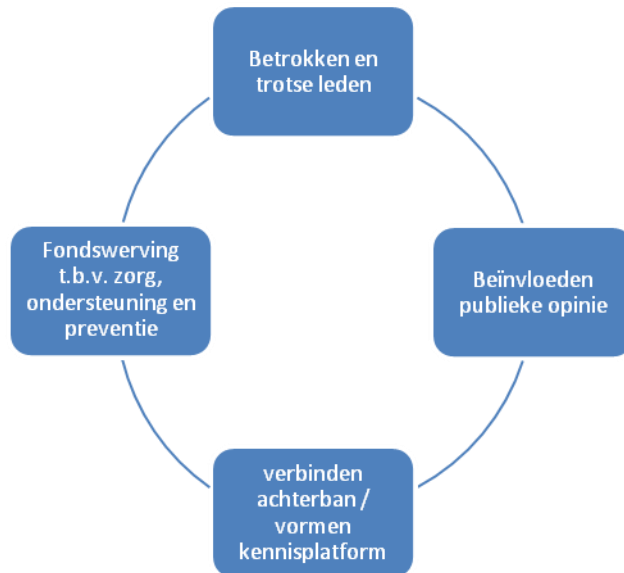 Betrokken en
trotse leden
Fondswerving
t.b.v. zorg,
ondersteuning en
preventie
Beïnvloeden
publieke opinie
verbinden
achterban /
vormen
kennisplatform